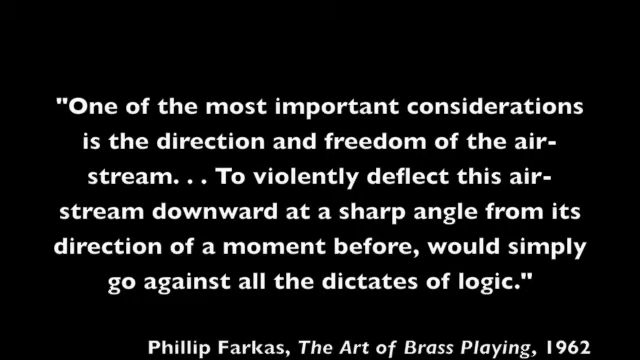 "One of the most important considerations
is the direction and freedom of the air-
stream. . . To violently deflect this air-
stream downward at a sharp angle from its
direction of a moment before, would simply
go against all the dictates of logic."
Phillip Farkas, The Art of Brass Playing, 1962